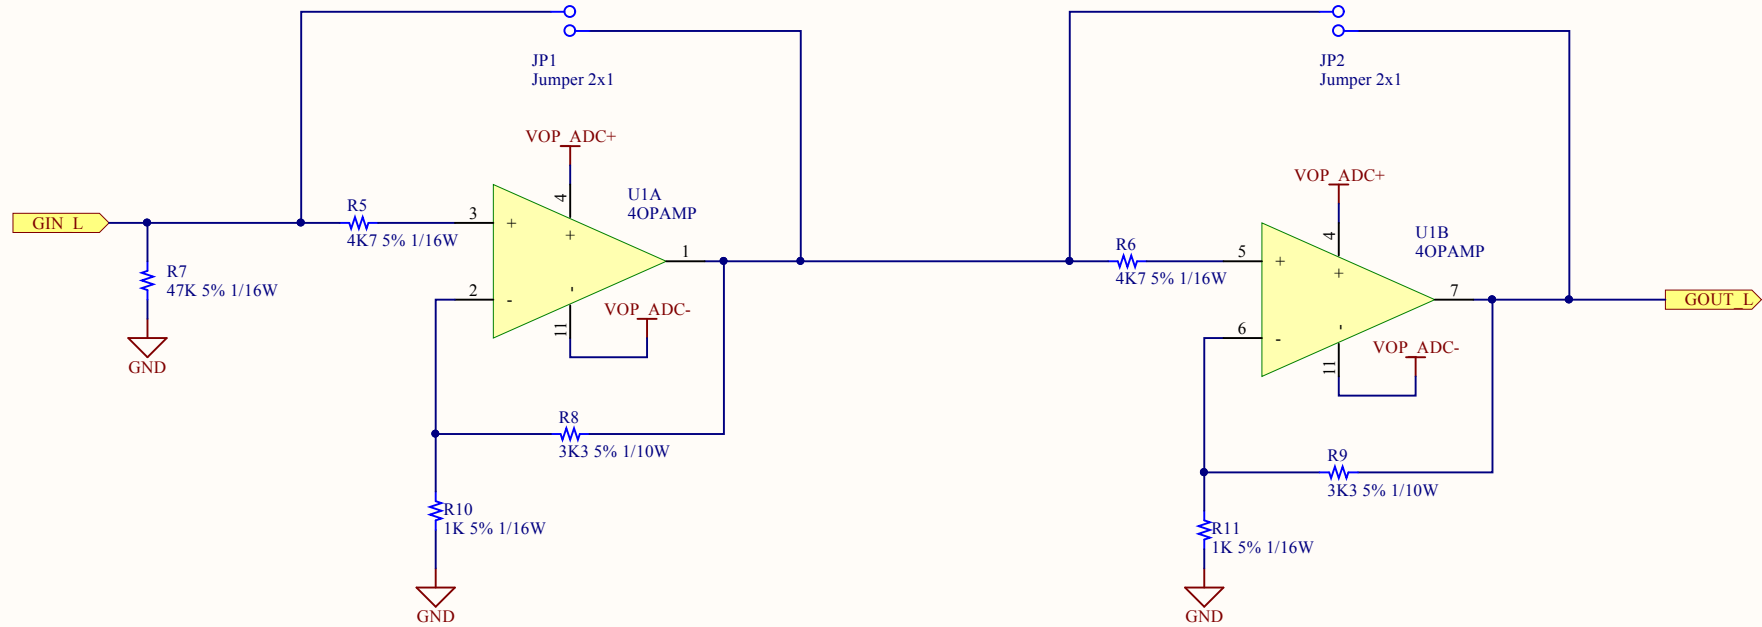 JP1
Jumper 2x1
JP2
Jumper 2x1
VOP_ADC+
VOP_ADC+
GIN_L
R5
4K7 5% 1/16W
3
+
4
+
U1A
4OPAMP
1
2
-
-
11
VOP_ADC-
R7
47K 5% 1/16W
GND
R8
3K3 5% 1/10W
R10
1K 5% 1/16W
GND
R6
4K7 5% 1/16W
5
+
4
+
U1B
4OPAMP
7
6
-
-
11
VOP_ADC-
GOUT_L
R9
3K3 5% 1/10W
R11
1K 5% 1/16W
GND